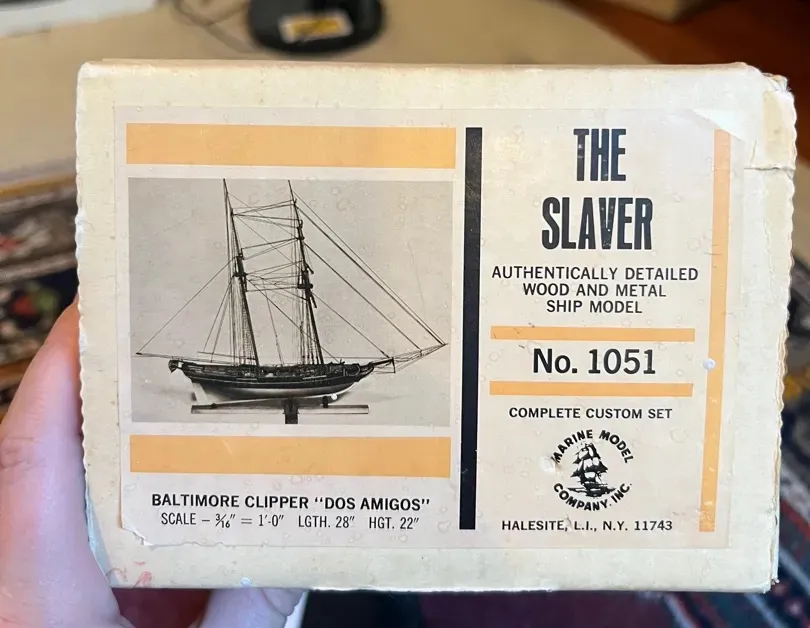 THE
SLAVER
AUTHENTICALLY DETAILED
WOOD AND METAL
SHIP MODEL
No. 1051
COMPLETE CUSTOM SET
MARINE MODEL
COMPANY, INC.
HALESITE, L.I., N.Y. 11743
BALTIMORE CLIPPER "DOS AMIGOS"
SCALE – 3/16" = 1'-0" LGTH. 28" HGT. 22"